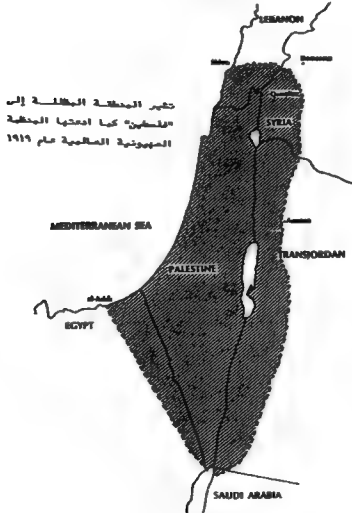 LEBANON
تشير المنطقة المظللة إلى
"فلسطين" كما ادعتها المنظمة
الصهيونية العالمية عام ١٩١٩
SYRIA
MEDITERRANEAN SEA
PALESTINE
TRANSJORDAN
EGYPT
SAUDI ARABIA